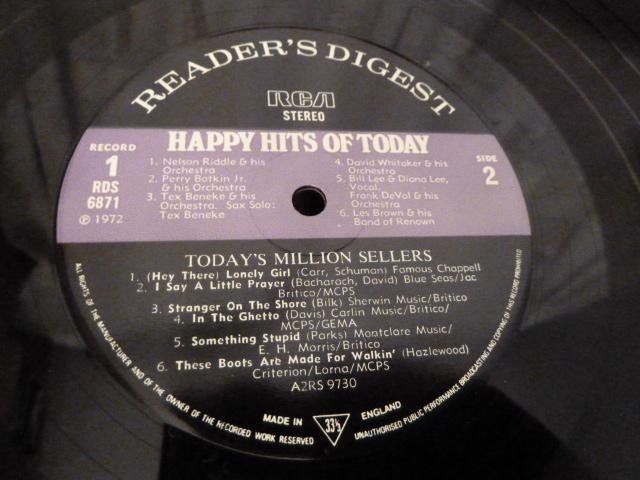 READER'S DIGEST
RCA
STEREO
HAPPY HITS OF TODAY
RECORD
1
RDS
6871
℗ 1972
1. Nelson Riddle & his
Orchestra
2. Perry Botkin Jr.
& his Orchestra
3. Tex Beneke & his
Orchestra. Sax Solo:
Tex Beneke
4. David Whitaker & his
Orchestra
5. Bill Lee & Diana Lee,
Vocal.
Frank DeVol & his
Orchestra
6. Les Brown & his
Band of Renown
SIDE
2
TODAY'S MILLION SELLERS
1. (Hey There) Lonely Girl (Carr, Schuman) Famous Chappell
2. I Say A Little Prayer (Bacharach, David) Blue Seas/Jac
Britico/MCPS
3. Stranger On The Shore (Bilk) Sherwin Music/Britico
4. In The Ghetto (Davis) Carlin Music/Britico/
MCPS/GEMA
5. Something Stupid (Parks) Montclare Music/
E. H. Morris/Britico
6. These Boots Are Made For Walkin' (Hazlewood)
Criterion/Lorna/MCPS
A2RS 9730
MADE IN ENGLAND
33⅓
ALL RIGHTS OF THE MANUFACTURER AND OF THE OWNER OF THE RECORDED WORK RESERVED
UNAUTHORISED PUBLIC PERFORMANCE BROADCASTING AND COPYING OF THIS RECORD PROHIBITED